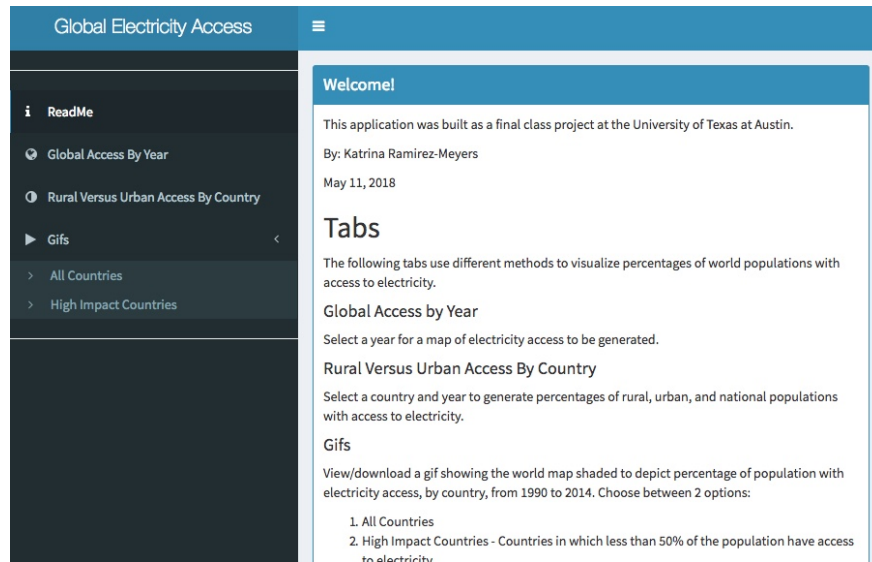 Global Electricity Access
ReadMe
Global Access By Year
Rural Versus Urban Access By Country
Gifs
All Countries
High Impact Countries
Welcome!
This application was built as a final class project at the University of Texas at Austin.
By: Katrina Ramirez-Meyers
May 11, 2018
Tabs
The following tabs use different methods to visualize percentages of world populations with
access to electricity.
Global Access by Year
Select a year for a map of electricity access to be generated.
Rural Versus Urban Access By Country
Select a country and year to generate percentages of rural, urban, and national populations
with access to electricity.
Gifs
View/download a gif showing the world map shaded to depict percentage of population with
electricity access, by country, from 1990 to 2014. Choose between 2 options:
1. All Countries
2. High Impact Countries - Countries in which less than 50% of the population have access
to electricity